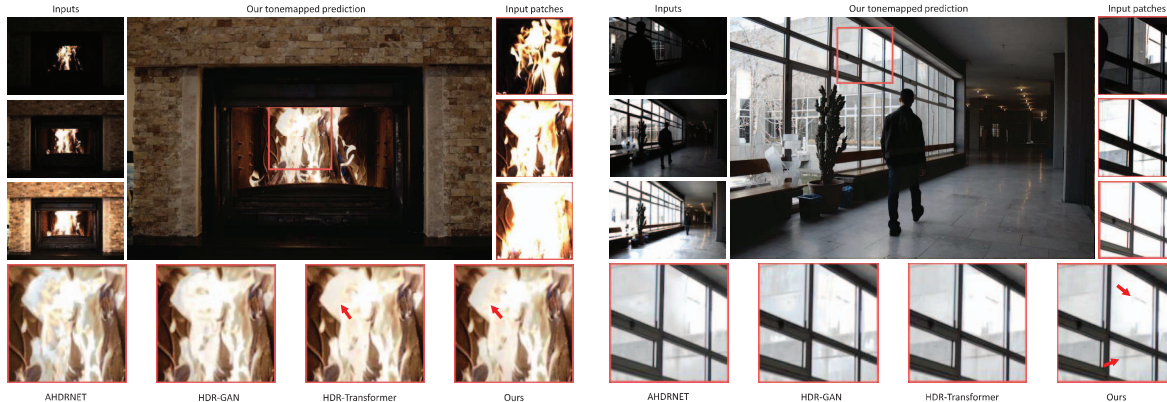 Inputs
Our tonemapped prediction
Input patches
Inputs
Our tonemapped prediction
Input patches
AHDRNET
HDR-GAN
HDR-Transformer
Ours
AHDRNET
HDR-GAN
HDR-Transformer
Ours